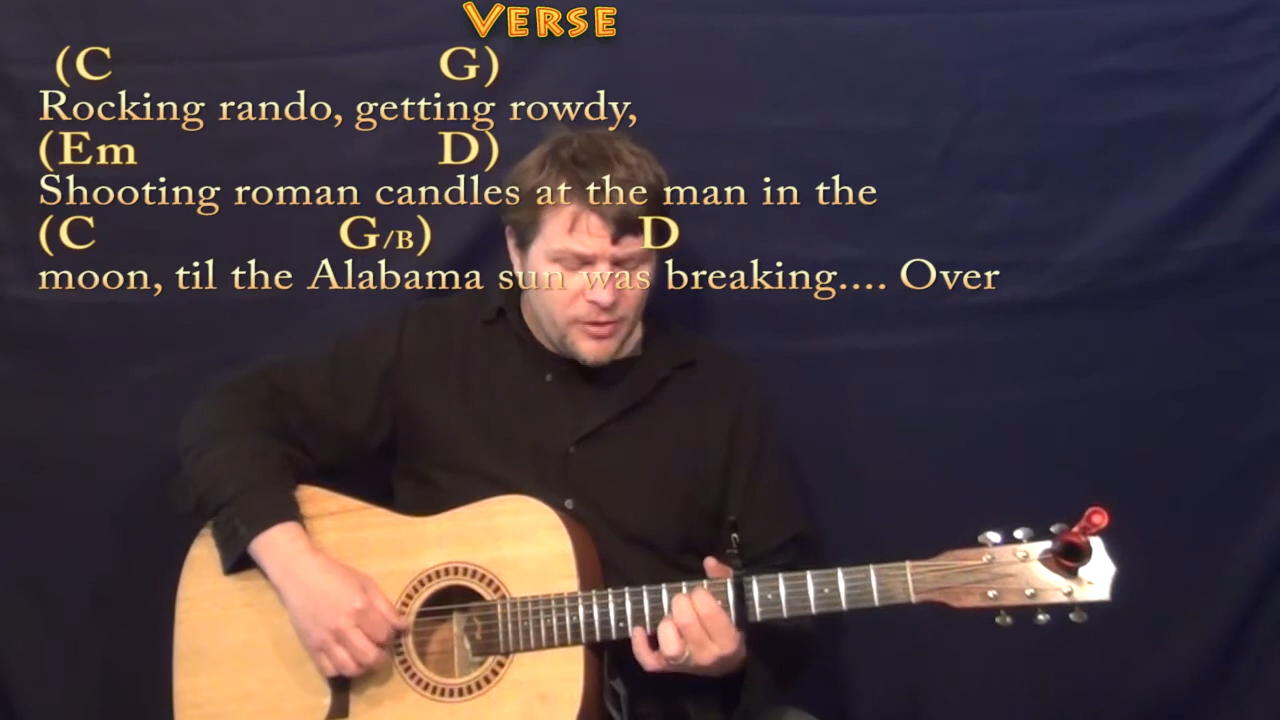 VERSE
(C G)
Rocking rando, getting rowdy,
(Em D)
Shooting roman candles at the man in the
(C G/B) D
moon, til the Alabama sun was breaking.... Over